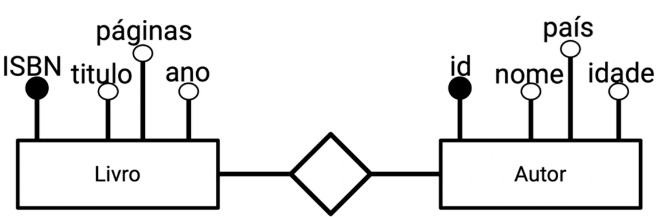 ISBN
titulo
páginas
ano
id
nome
país
idade
Livro
Autor